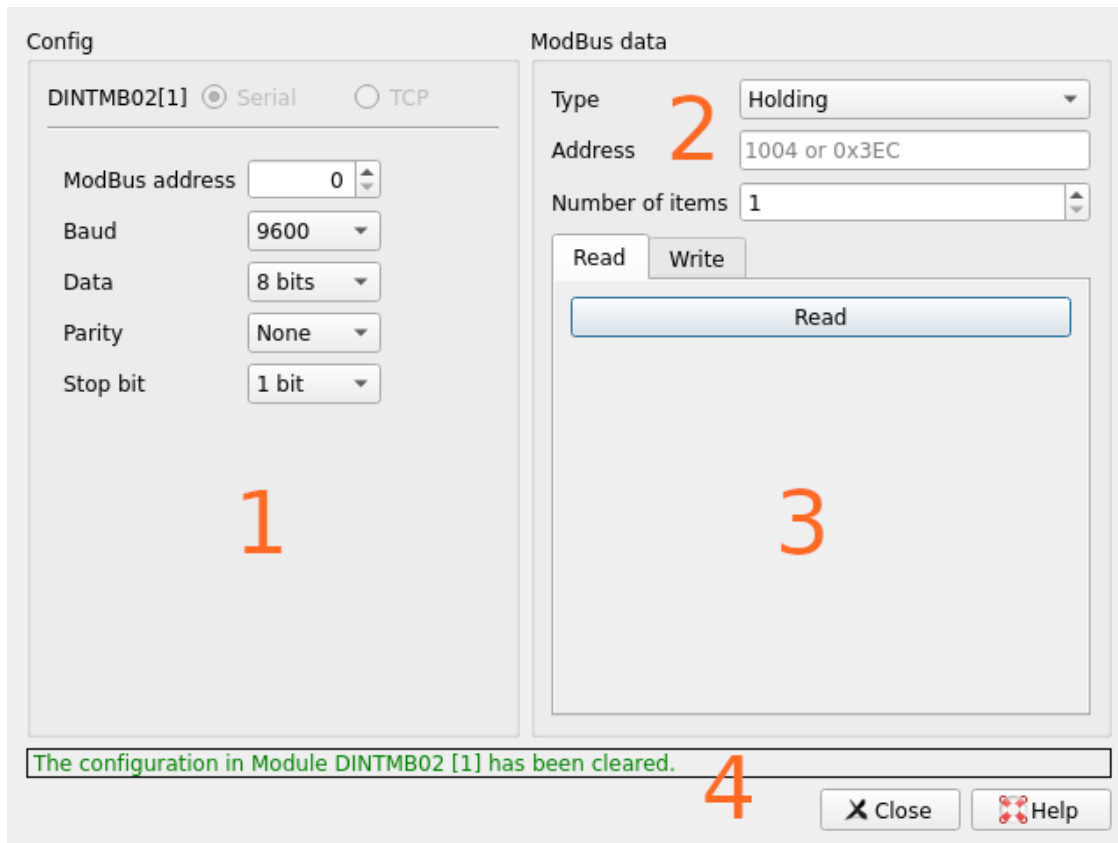 Config
DINTMB02[1] Serial TCP
ModBus address 0
Baud 9600
Data 8 bits
Parity None
Stop bit 1 bit
1
ModBus data
Type Holding
2
Address 1004 or 0x3EC
Number of items 1
Read Write
Read
3
The configuration in Module DINTMB02 [1] has been cleared.
4
Close Help